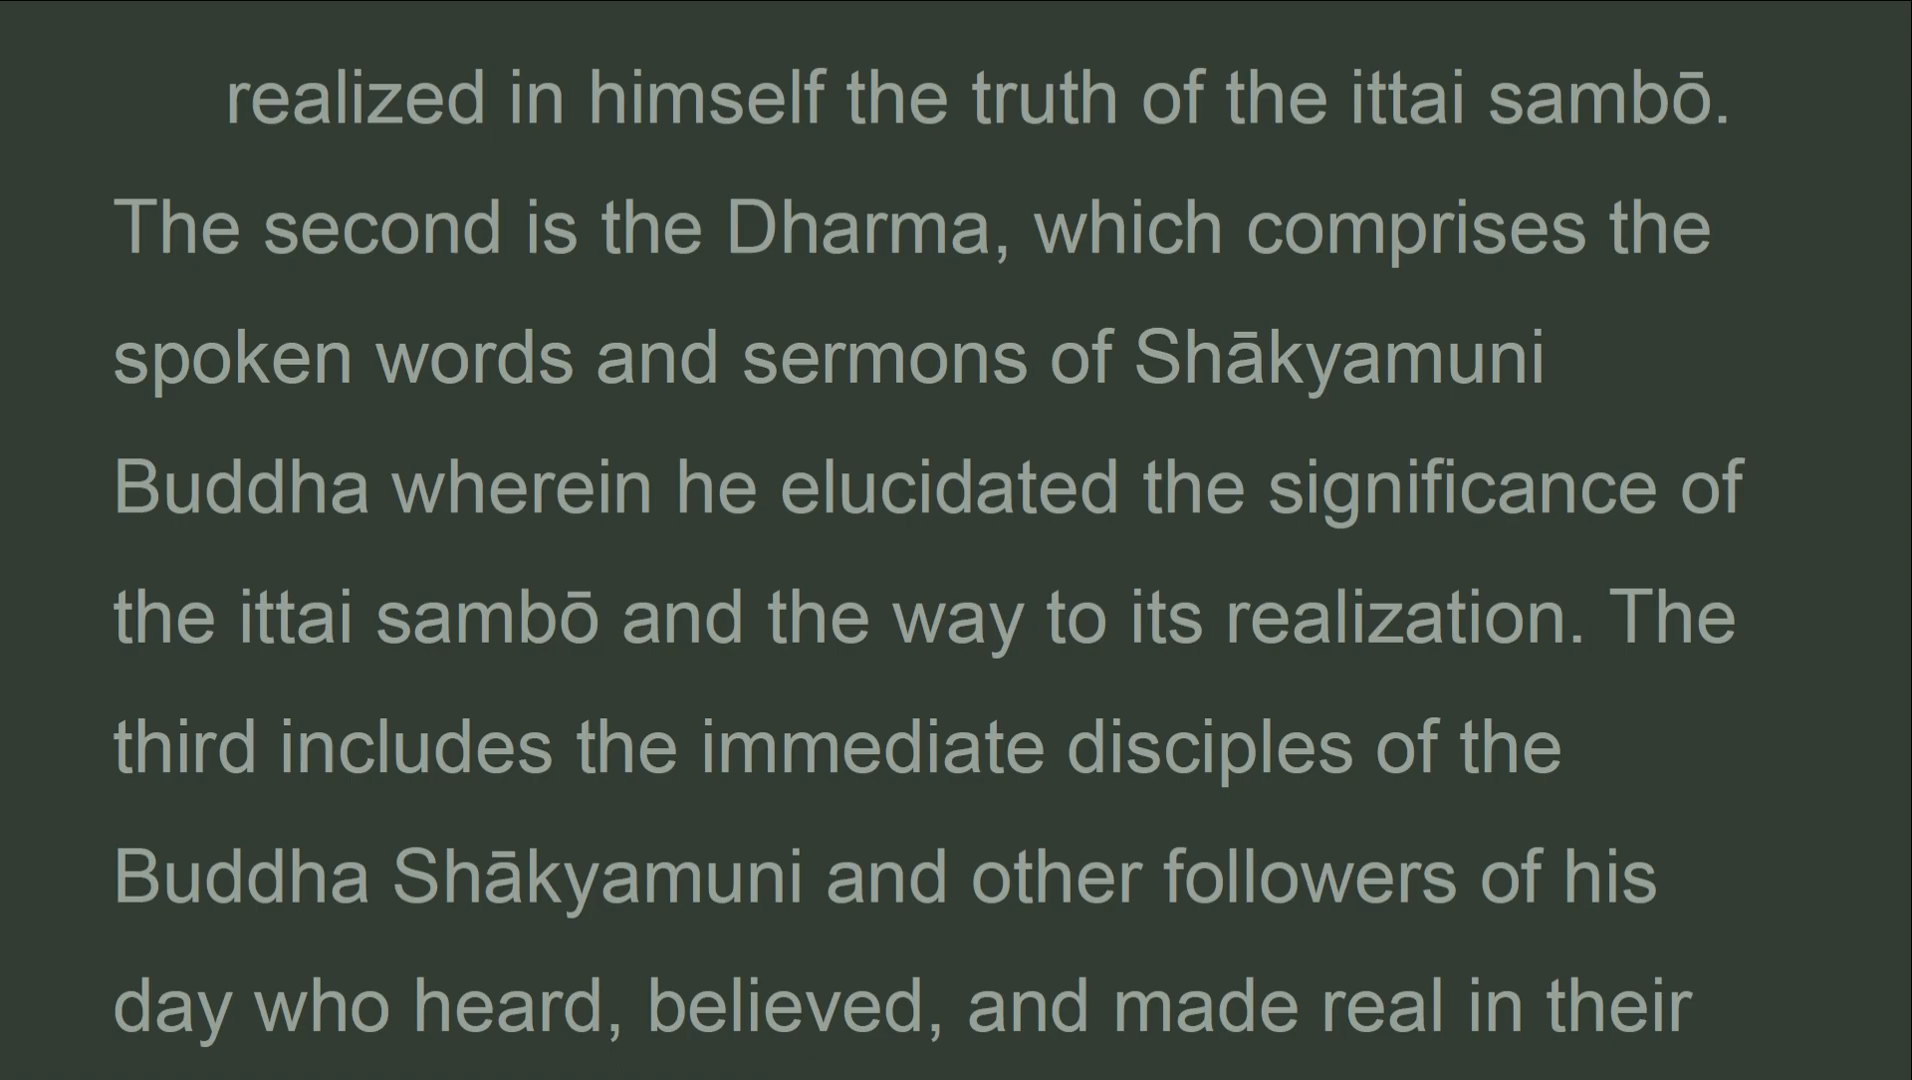 realized in himself the truth of the ittai sambō.
The second is the Dharma, which comprises the
spoken words and sermons of Shākyamuni
Buddha wherein he elucidated the significance of
the ittai sambō and the way to its realization. The
third includes the immediate disciples of the
Buddha Shākyamuni and other followers of his
day who heard, believed, and made real in their